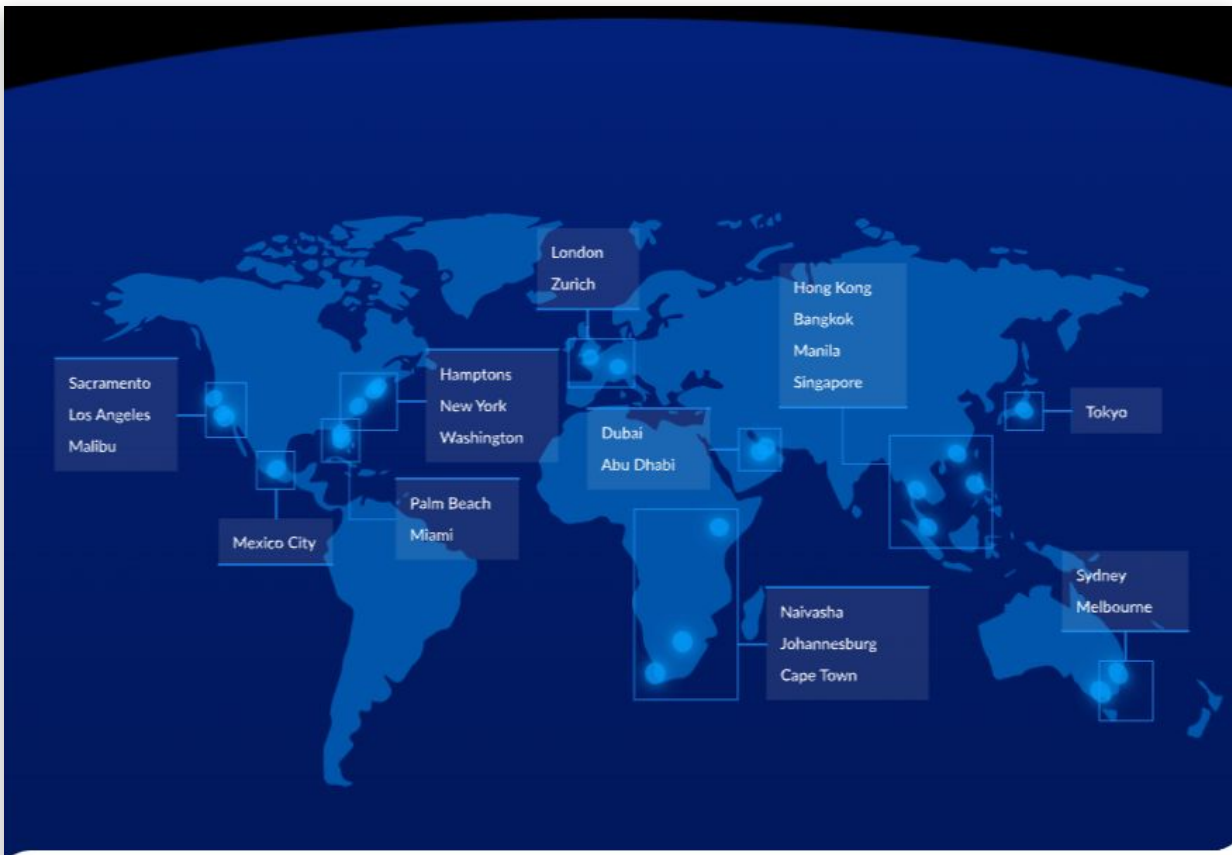 London
Zurich
Hong Kong
Bangkok
Manila
Singapore
Sacramento
Los Angeles
Malibu
Hamptons
New York
Washington
Dubai
Abu Dhabi
Tokyo
Palm Beach
Miami
Mexico City
Sydney
Melbourne
Naivasha
Johannesburg
Cape Town